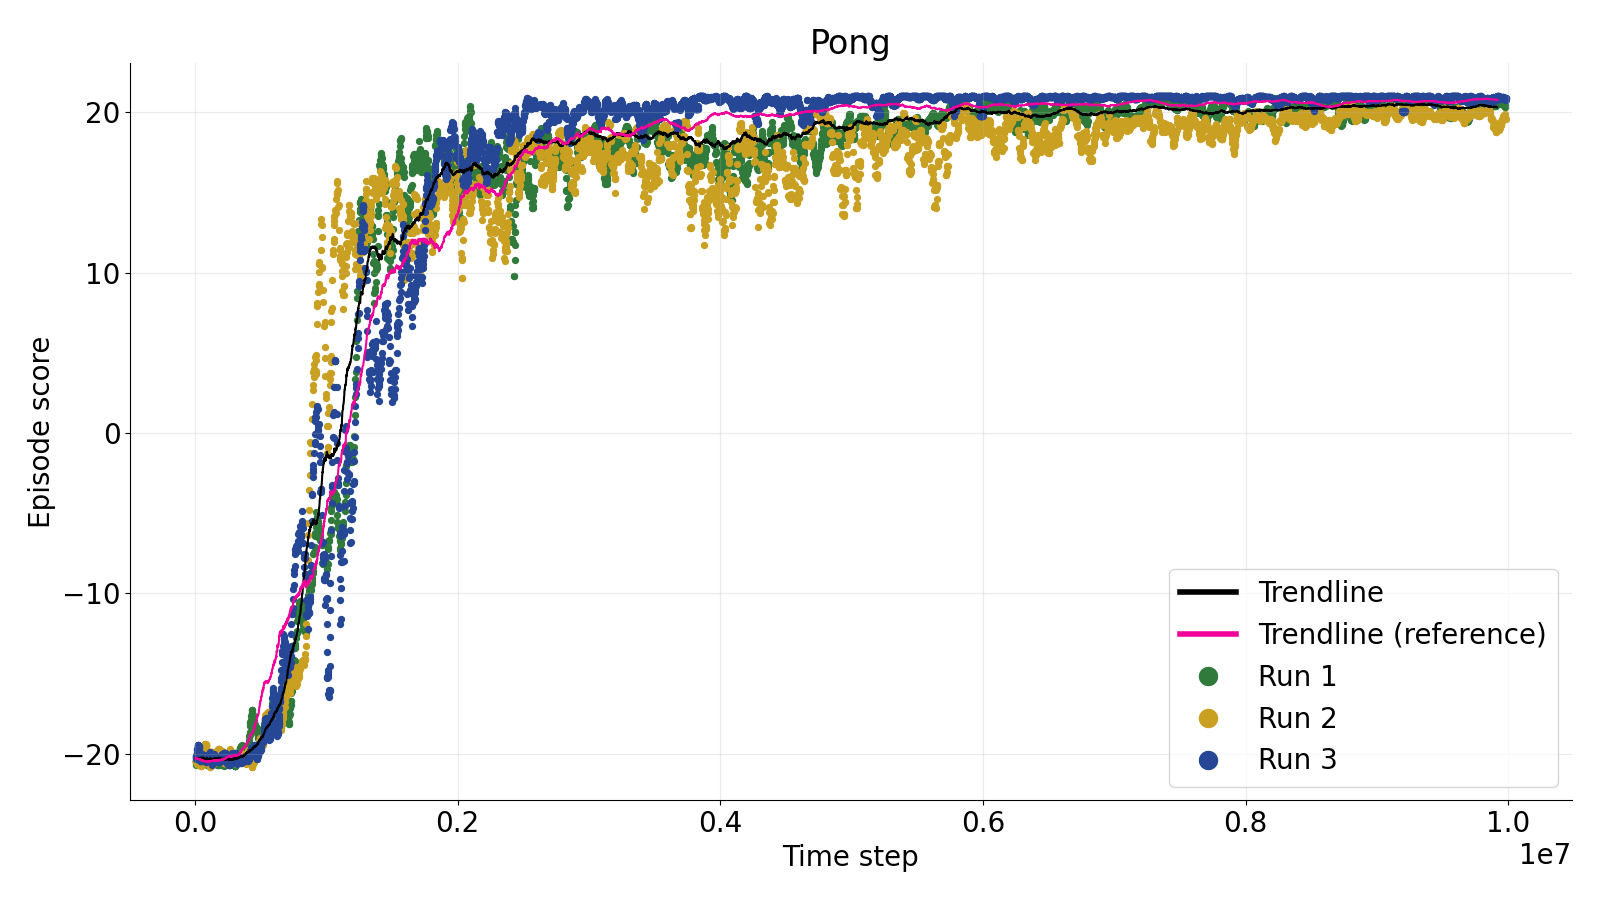 Pong
Episode score
20
10
0
−10
−20
0.0 0.2 0.4 0.6 0.8 1.0
1e7
Time step
Trendline
Trendline (reference)
Run 1
Run 2
Run 3